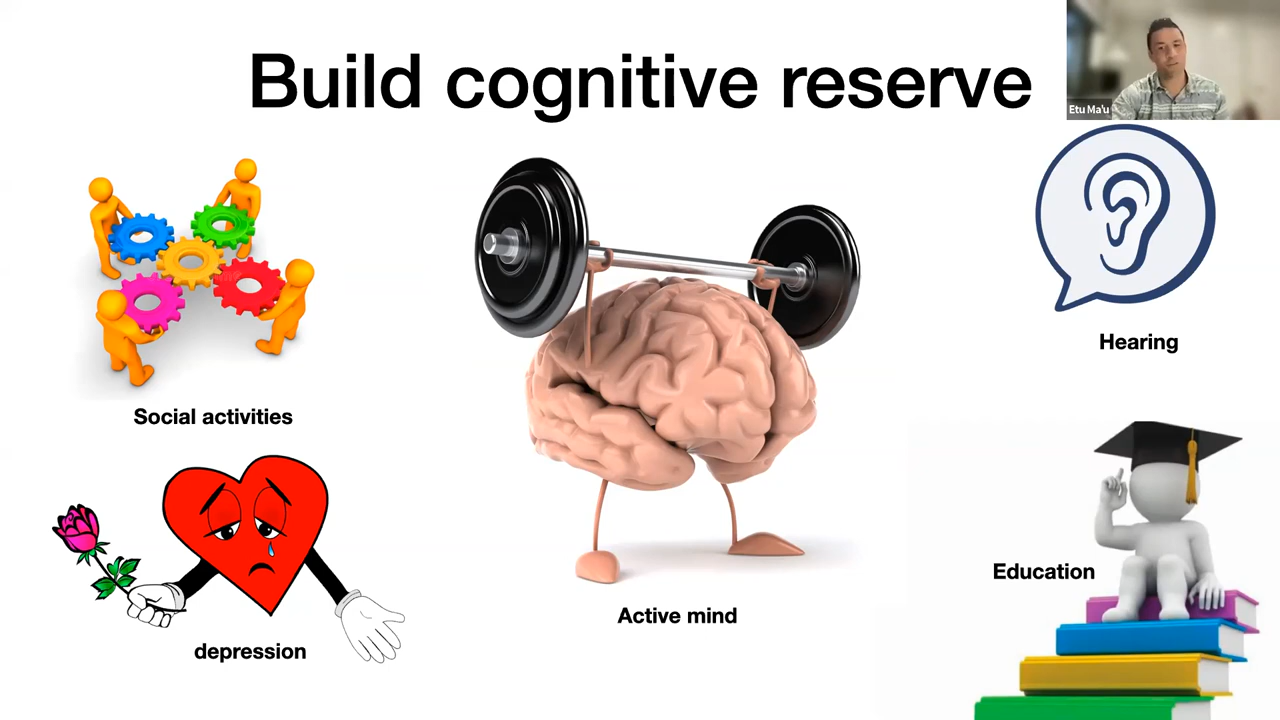 Build cognitive reserve
Etu Ma'u
Hearing
Social activities
Education
Active mind
depression